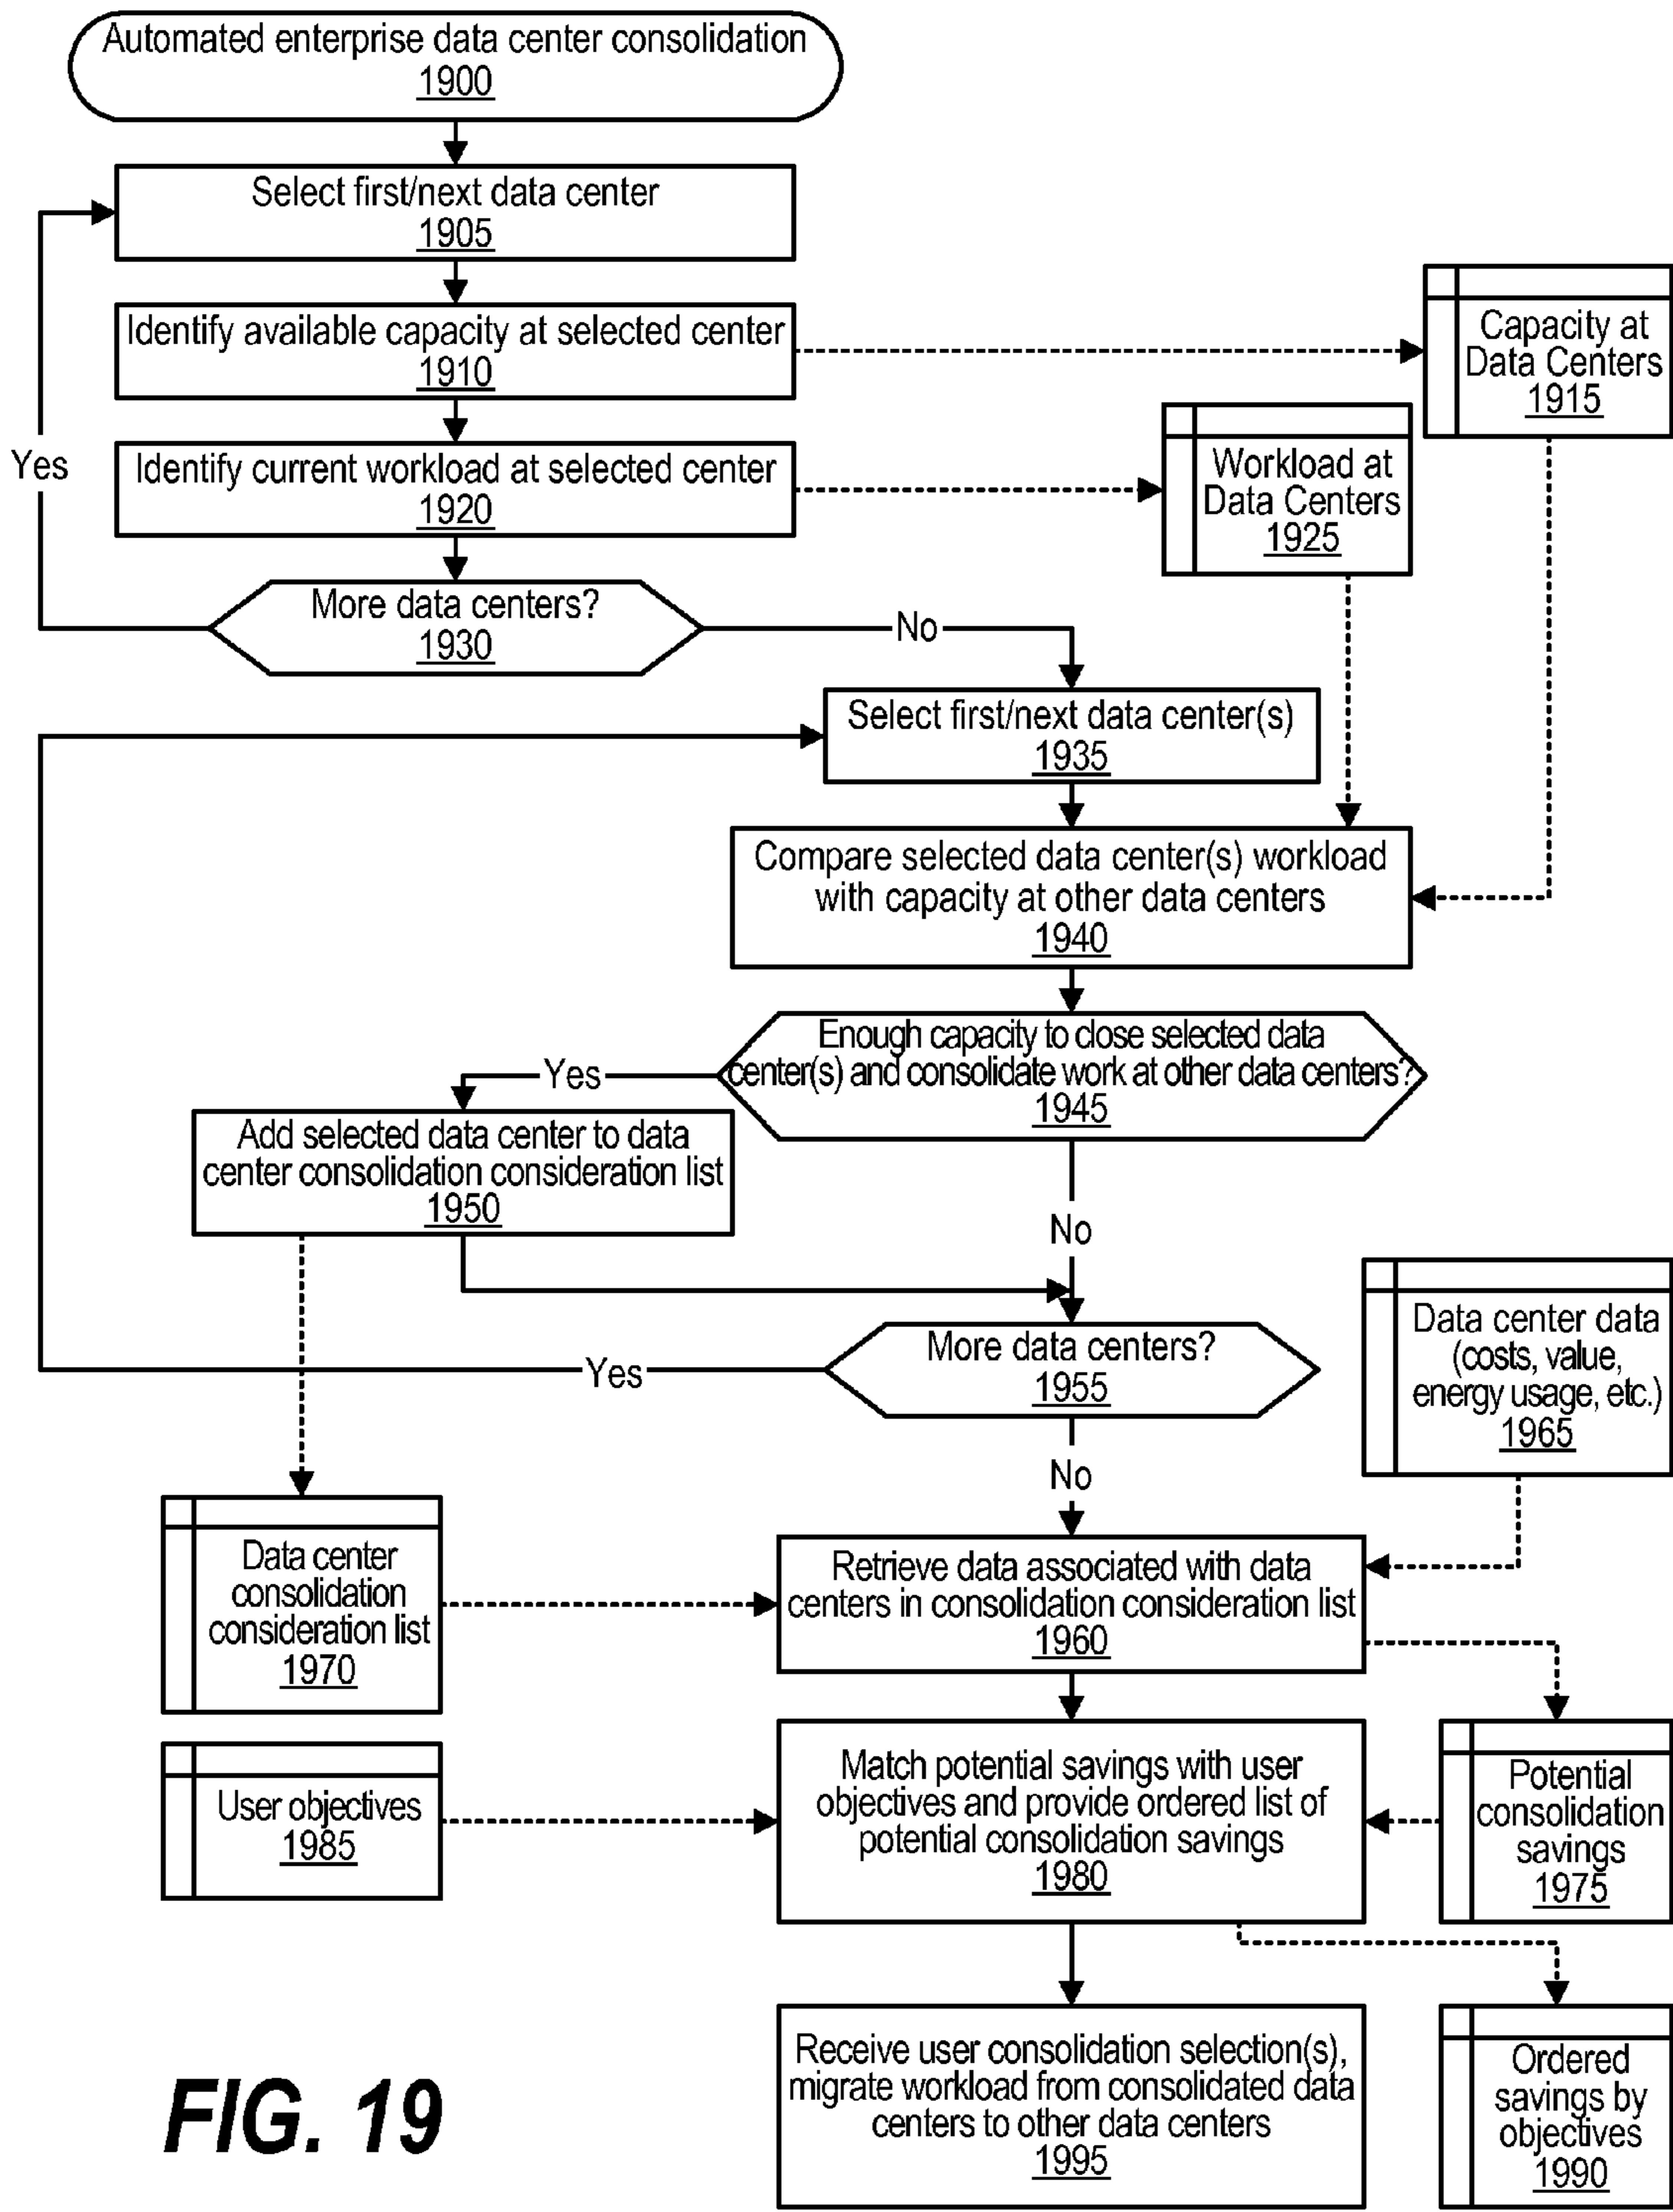 Automated enterprise data center consolidation
1900
Select first/next data center
1905
Identify available capacity at selected center
1910
Capacity at
Data Centers
1915
Yes
Identify current workload at selected center
1920
Workload at
Data Centers
1925
More data centers?
1930
No
Select first/next data center(s)
1935
Compare selected data center(s) workload
with capacity at other data centers
1940
Enough capacity to close selected data
center(s) and consolidate work at other data centers?
1945
Yes
Add selected data center to data
center consolidation consideration list
1950
No
More data centers?
1955
Yes
Data center data
(costs, value,
energy usage, etc.)
1965
No
Data center
consolidation
consideration list
1970
Retrieve data associated with data
centers in consolidation consideration list
1960
User objectives
1985
Match potential savings with user
objectives and provide ordered list of
potential consolidation savings
1980
Potential
consolidation
savings
1975
Receive user consolidation selection(s),
migrate workload from consolidated data
centers to other data centers
1995
Ordered
savings by
objectives
1990
FIG. 19